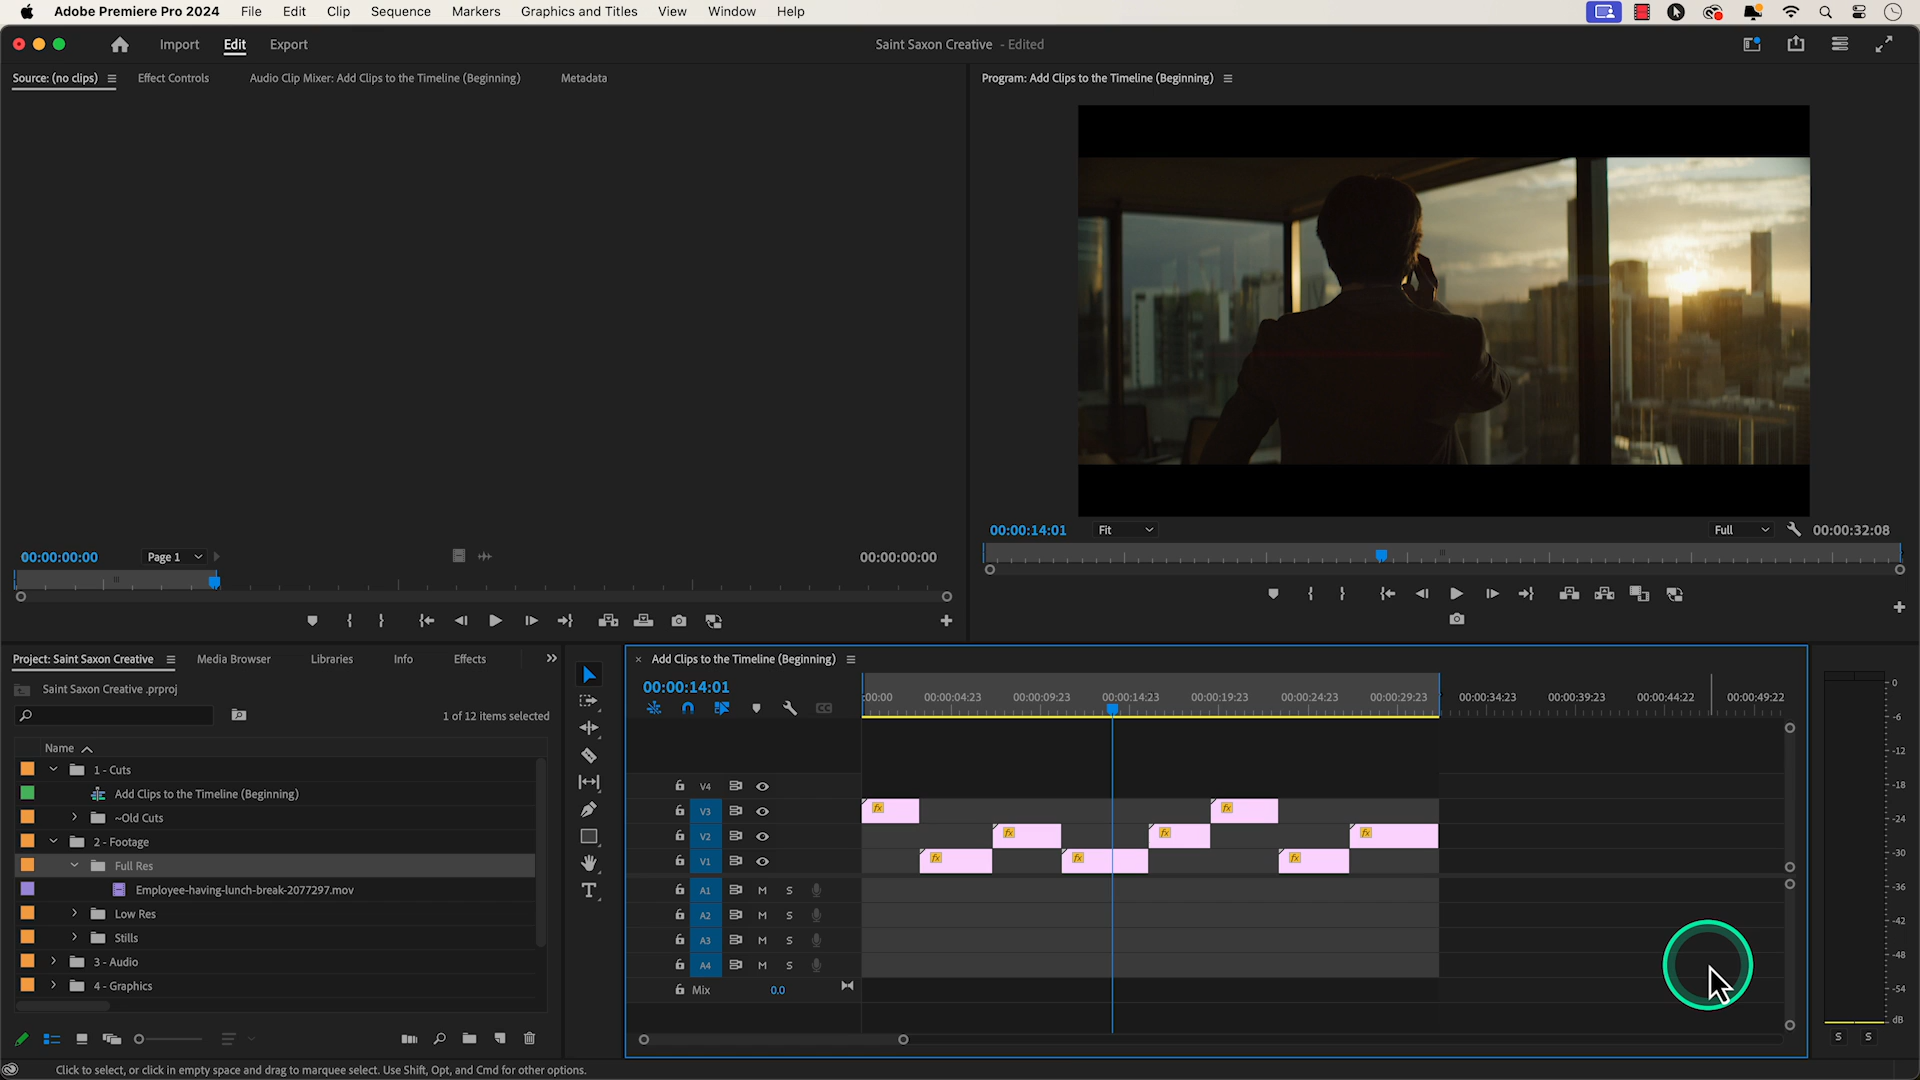 Adobe Premiere Pro 2024 File Edit Clip Sequence Markers Graphics and Titles View Window Help
Import Edit Export Saint Saxon Creative - Edited
Source: (no clips) Effect Controls Audio Clip Mixer: Add Clips to the Timeline (Beginning) Metadata
Program: Add Clips to the Timeline (Beginning)
00:00:14:01 Fit Full 00:00:32:08
00:00:00:00 Page 1 00:00:00:00
Project: Saint Saxon Creative Media Browser Libraries Info Effects
Saint Saxon Creative .prproj
1 of 12 items selected
Name
1 - Cuts
Add Clips to the Timeline (Beginning)
~Old Cuts
2 - Footage
Full Res
Employee-having-lunch-break-2077297.mov
Low Res
Stills
3 - Audio
4 - Graphics
T
× Add Clips to the Timeline (Beginning)
00:00:14:01
:00:00 00:00:04:23 00:00:09:23 00:00:14:23 00:00:19:23 00:00:24:23 00:00:29:23 00:00:34:23 00:00:39:23 00:00:44:22 00:00:49:22
CC
V4
V3 fx fx
V2 fx fx fx
V1 fx fx fx
A1 M S
A2 M S
A3 M S
A4 M S
Mix 0.0
0
-6
-12
-18
-24
-30
-36
-42
-48
-54
dB
S S
Click to select, or click in empty space and drag to marquee select. Use Shift, Opt, and Cmd for other options.